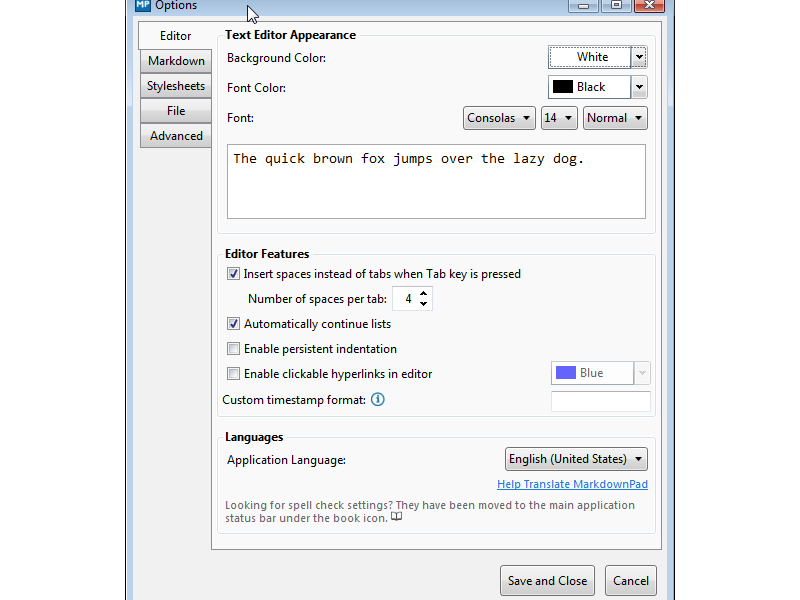 MP Options
Editor
Markdown
Stylesheets
File
Advanced
Text Editor Appearance
Background Color: White
Font Color: Black
Font: Consolas 14 Normal
The quick brown fox jumps over the lazy dog.
Editor Features
Insert spaces instead of tabs when Tab key is pressed
Number of spaces per tab: 4
Automatically continue lists
Enable persistent indentation
Enable clickable hyperlinks in editor Blue
Custom timestamp format:
Languages
Application Language: English (United States)
Help Translate MarkdownPad
Looking for spell check settings? They have been moved to the main application
status bar under the book icon.
Save and Close Cancel